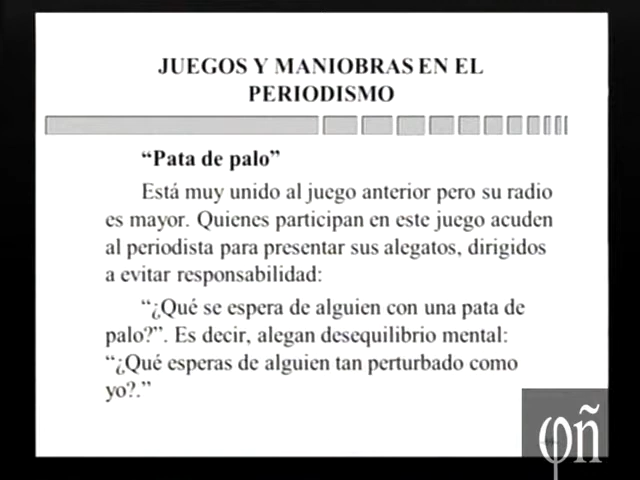 JUEGOS Y MANIOBRAS EN EL
PERIODISMO
“Pata de palo”
Está muy unido al juego anterior pero su radio
es mayor. Quienes participan en este juego acuden
al periodista para presentar sus alegatos, dirigidos
a evitar responsabilidad:
“¿Qué se espera de alguien con una pata de
palo?”. Es decir, alegan desequilibrio mental:
“¿Qué esperas de alguien tan perturbado como
yo?.”
φñ